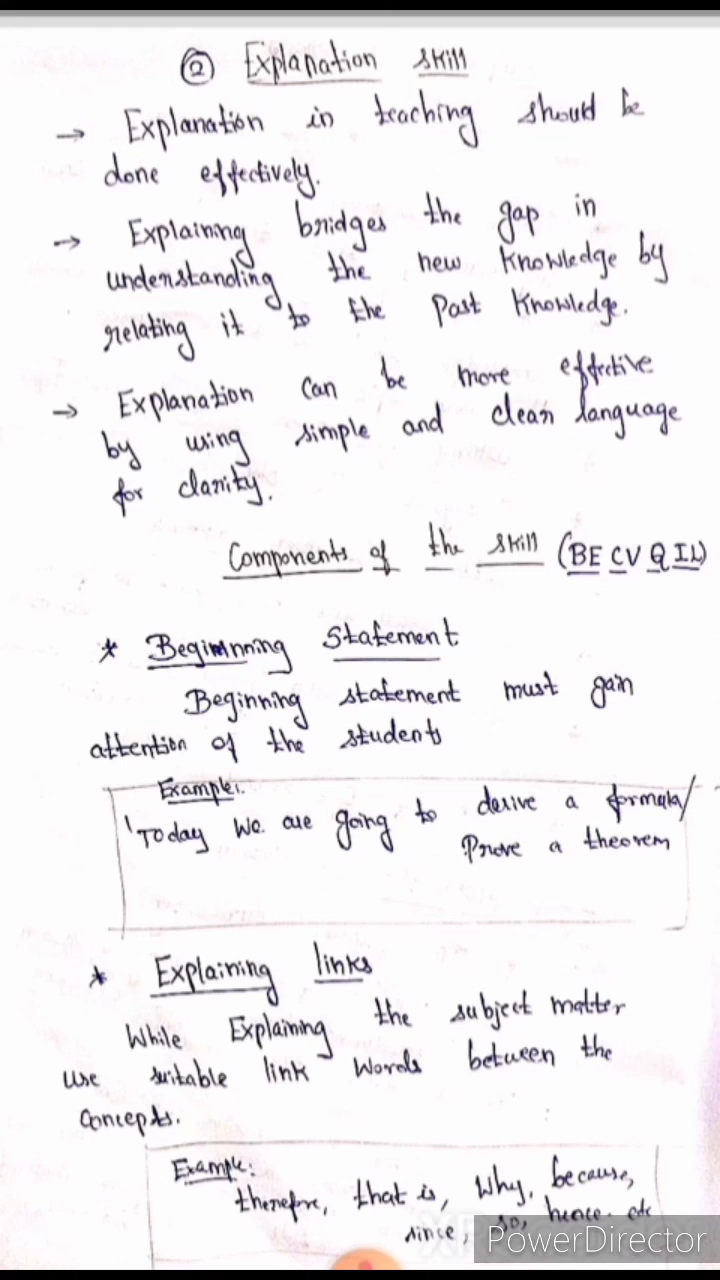 ② Explanation skill
→ Explanation in teaching should be
done effectively.
→ Explaining bridges the gap in
understanding the new knowledge by
relating it to the Past Knowledge.
→ Explanation can be more effective
by using simple and clear language
for clarity.
Components of the skill (BE CV Q IL)
* Beginnning Statement
Beginning statement must gain
attention of the students
Example:
'Today we are going to derive a formula/
Prove a theorem
* Explaining links
While Explaining the subject matter
use suitable link words between the
concepts.
Example:
therefore, that is, Why, because,
since, so, hence. etc
PowerDirector